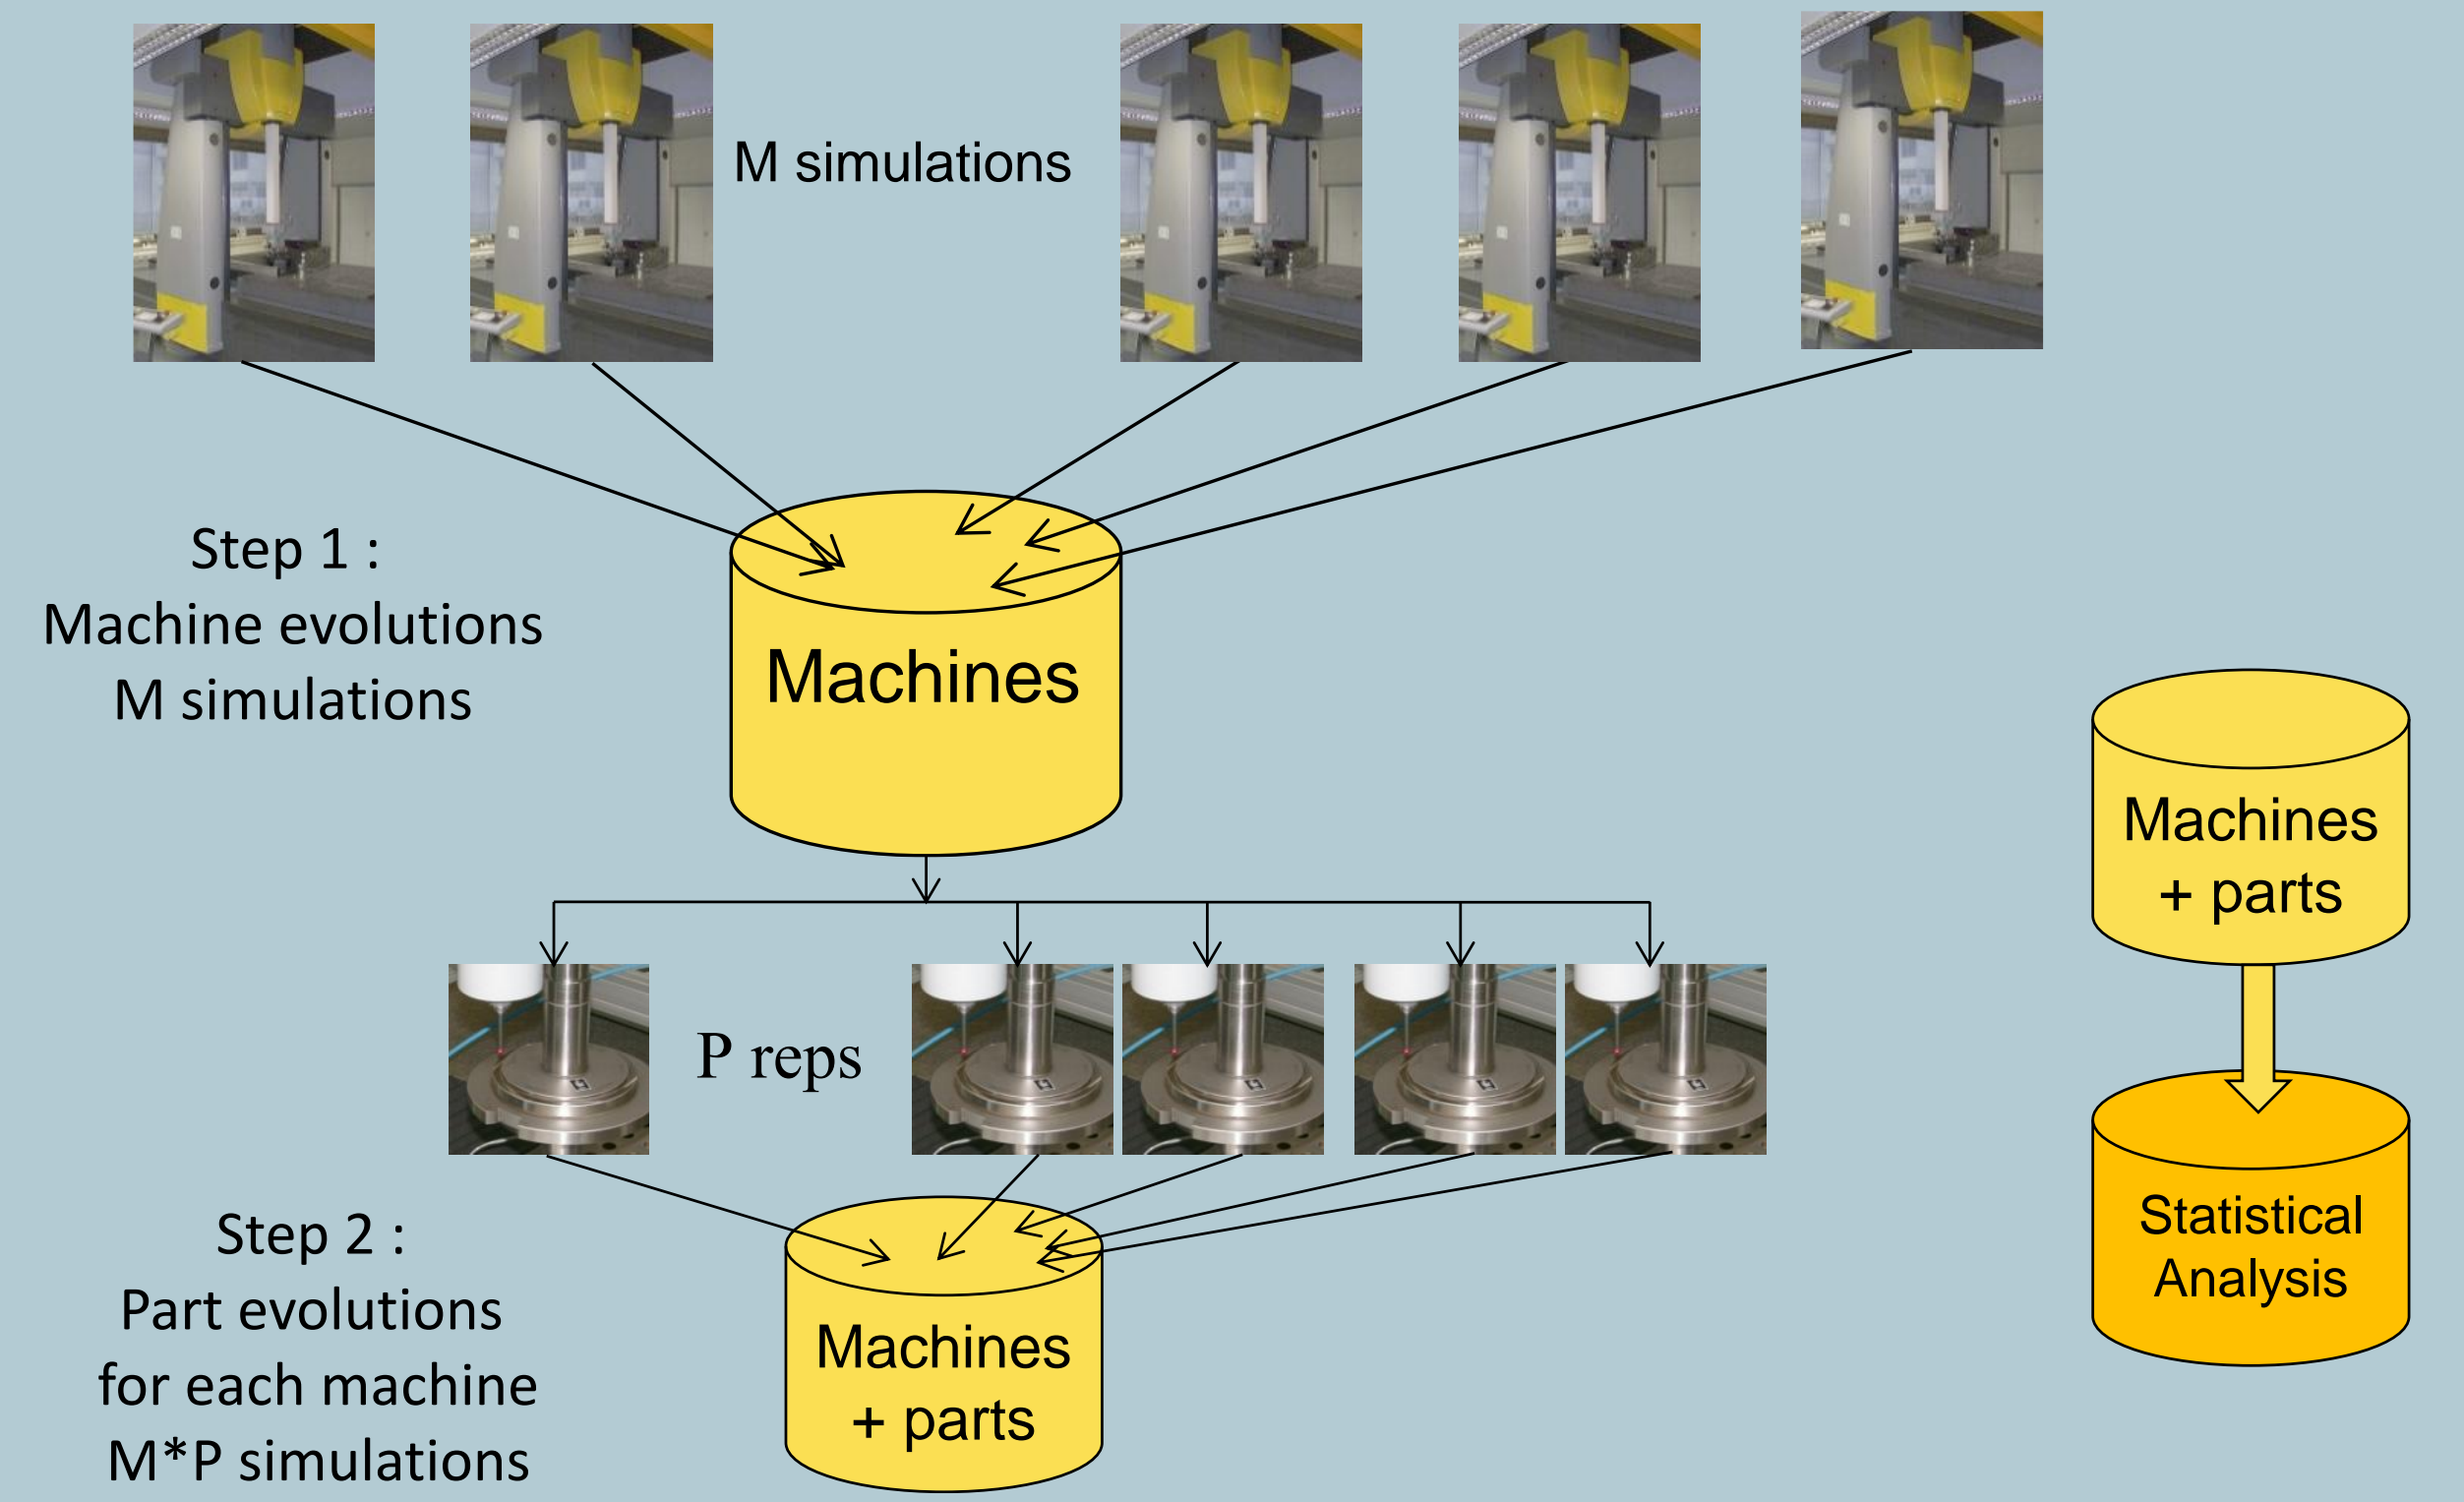 M simulations
Step 1 :
Machine evolutions
M simulations
Machines
Machines
+ parts
P reps
Statistical
Analysis
Step 2 :
Part evolutions
for each machine
M*P simulations
Machines
+ parts